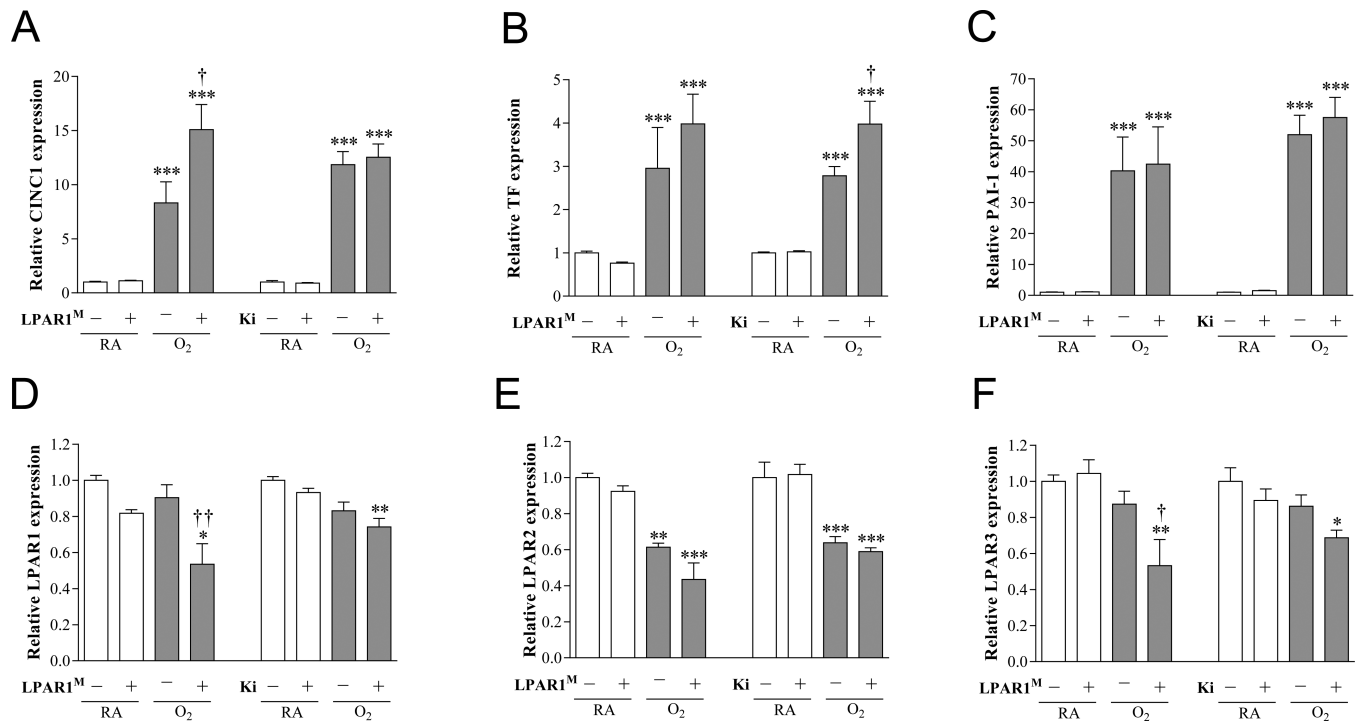 A
B
C
Relative CINC1 expression
20
15
10
5
0
† 
*** *** *** ***
LPAR1ᴹ − + − + Ki − + − +
RA O₂ RA O₂
Relative TF expression
5
4
3
2
1
0
†
*** *** *** ***
LPAR1ᴹ − + − + Ki − + − +
RA O₂ RA O₂
Relative PAI-1 expression
70
60
50
40
30
20
10
0
*** *** *** ***
LPAR1ᴹ − + − + Ki − + − +
RA O₂ RA O₂
D
E
F
Relative LPAR1 expression
1.2
1.0
0.8
0.6
0.4
0.2
0.0
††
* **
LPAR1ᴹ − + − + Ki − + − +
RA O₂ RA O₂
Relative LPAR2 expression
1.2
1.0
0.8
0.6
0.4
0.2
0.0
** *** *** ***
LPAR1ᴹ − + − + Ki − + − +
RA O₂ RA O₂
Relative LPAR3 expression
1.2
1.0
0.8
0.6
0.4
0.2
0.0
†
** *
LPAR1ᴹ − + − + Ki − + − +
RA O₂ RA O₂